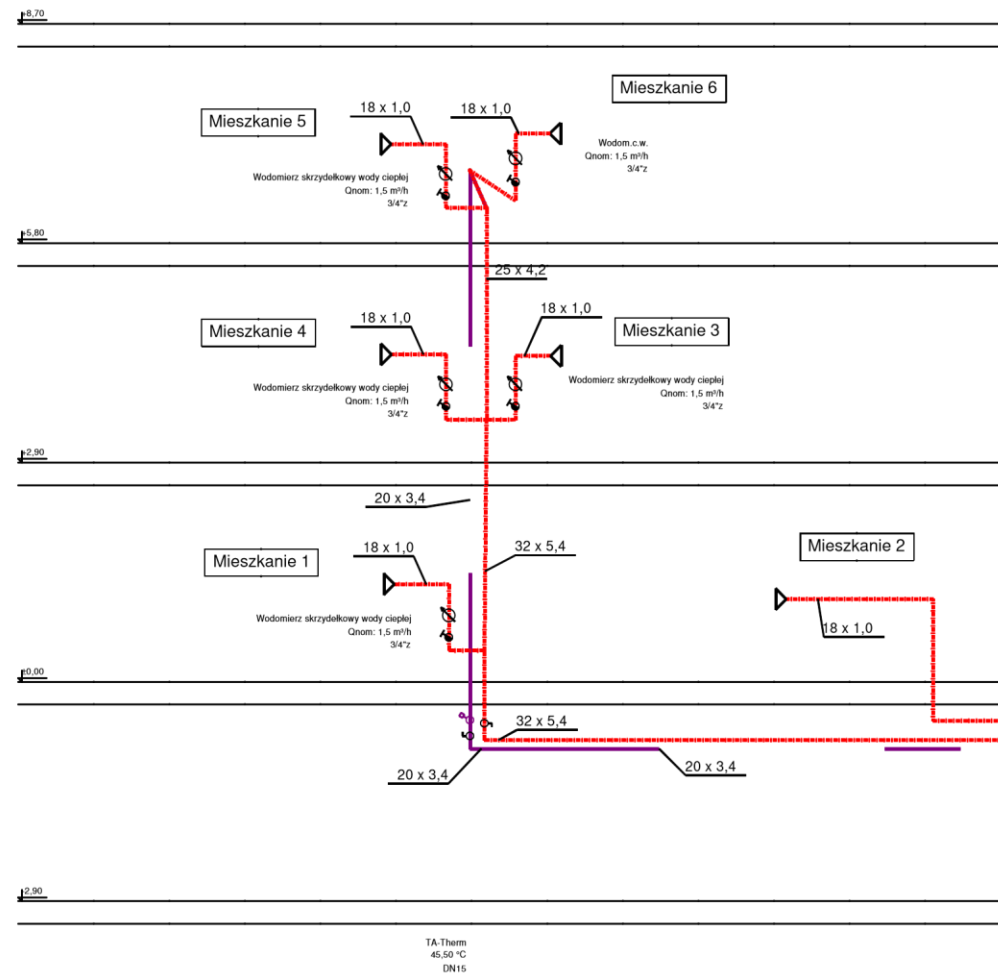 +8,70
Mieszkanie 6
18 x 1,0
18 x 1,0
Mieszkanie 5
Wodom.c.w.
Qnom: 1,5 m³/h
3/4"z
Wodomierz skrzydełkowy wody ciepłej
Qnom: 1,5 m³/h
3/4"z
+5,80
25 x 4,2
18 x 1,0
18 x 1,0
Mieszkanie 4
Mieszkanie 3
Wodomierz skrzydełkowy wody ciepłej
Qnom: 1,5 m³/h
3/4"z
Wodomierz skrzydełkowy wody ciepłej
Qnom: 1,5 m³/h
3/4"z
+2,90
20 x 3,4
18 x 1,0
32 x 5,4
Mieszkanie 2
Mieszkanie 1
Wodomierz skrzydełkowy wody ciepłej
Qnom: 1,5 m³/h
3/4"z
18 x 1,0
±0,00
32 x 5,4
20 x 3,4
20 x 3,4
2,90
TA-Therm
45,50 °C
DN15